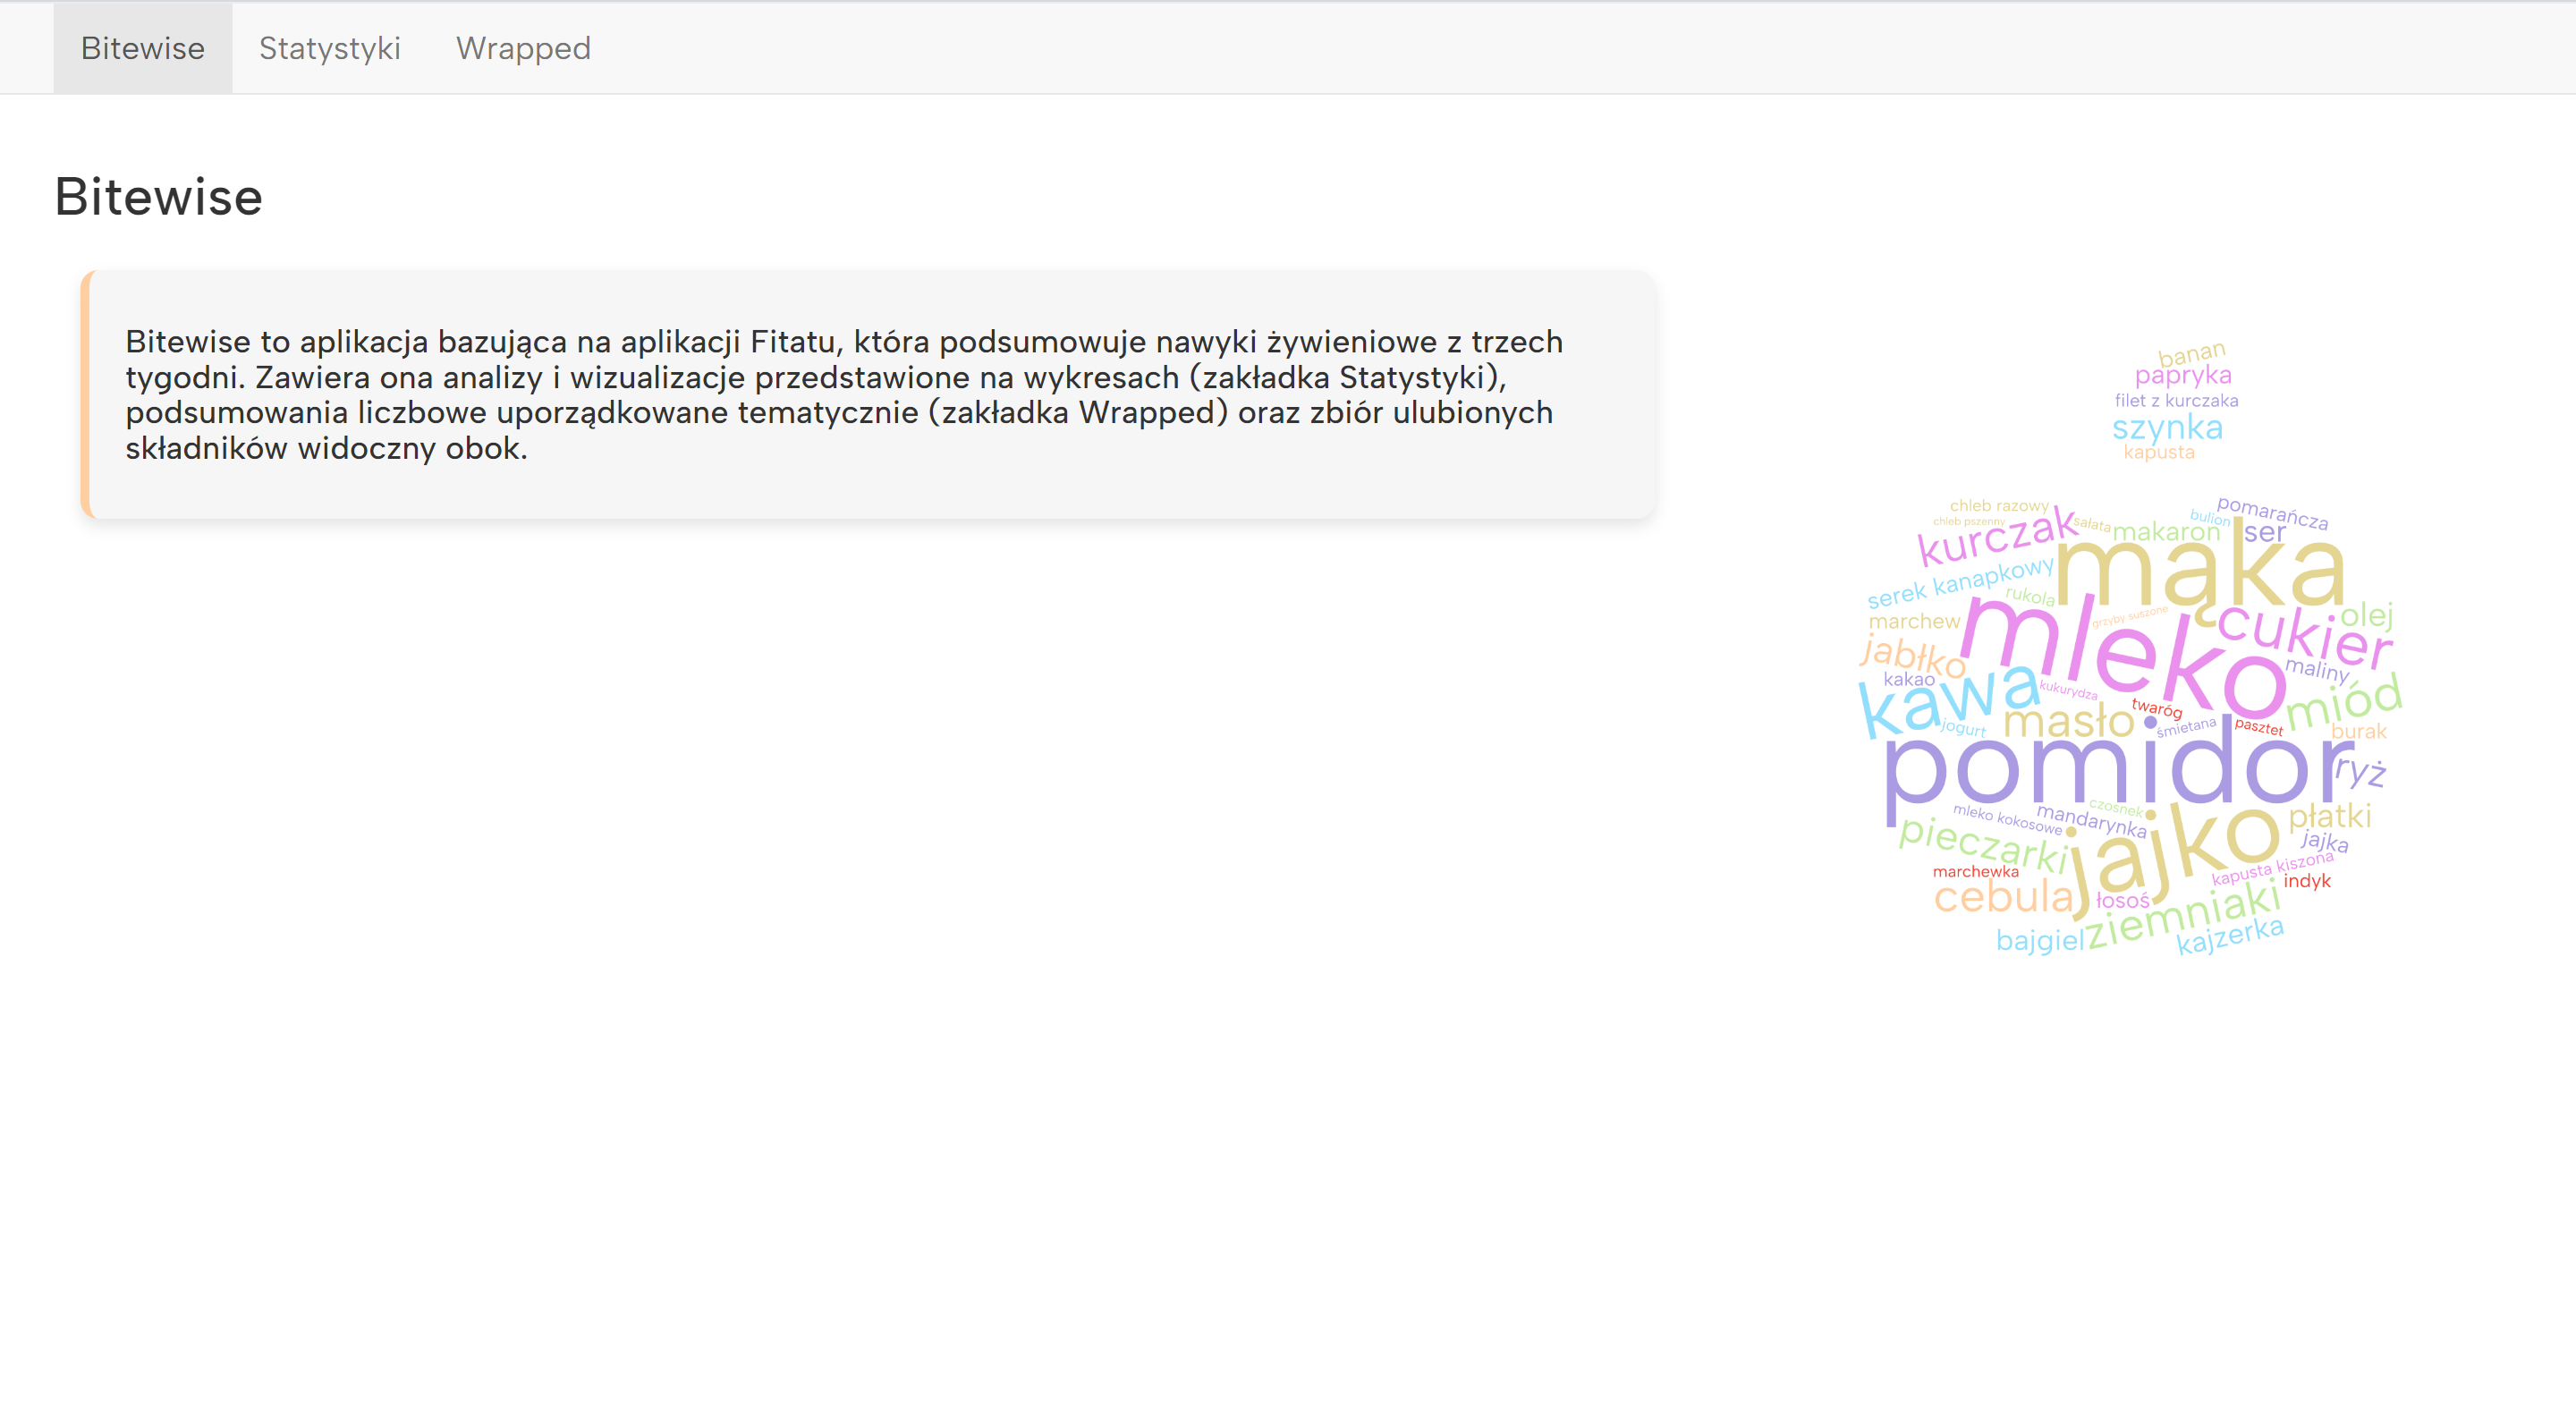 Bitewise
Statystyki
Wrapped
Bitewise
Bitewise to aplikacja bazująca na aplikacji Fitatu, która podsumowuje nawyki żywieniowe z trzech
tygodni. Zawiera ona analizy i wizualizacje przedstawione na wykresach (zakładka Statystyki),
podsumowania liczbowe uporządkowane tematycznie (zakładka Wrapped) oraz zbiór ulubionych
składników widoczny obok.
banan
papryka
filet z kurczaka
szynka
kapusta
chleb razowy
pomarańcza
chleb pszenny
kurczak
sałata
makaron
bulion
ser
mąka
serek kanapkowy
rukola
grzyby suszone
marchew
mleko
cukier
olej
jabłko
kakao
maliny
kawa
kukurydza
miód
jogurt
masło
twaróg
śmietana
pasztet
burak
pomidor
ryż
mleko kokosowe
mandarynka
czosnek
płatki
pieczarki
jajko
jajka
kapusta kiszona
marchewka
indyk
cebula
łosoś
ziemniaki
bajgiel
kajzerka